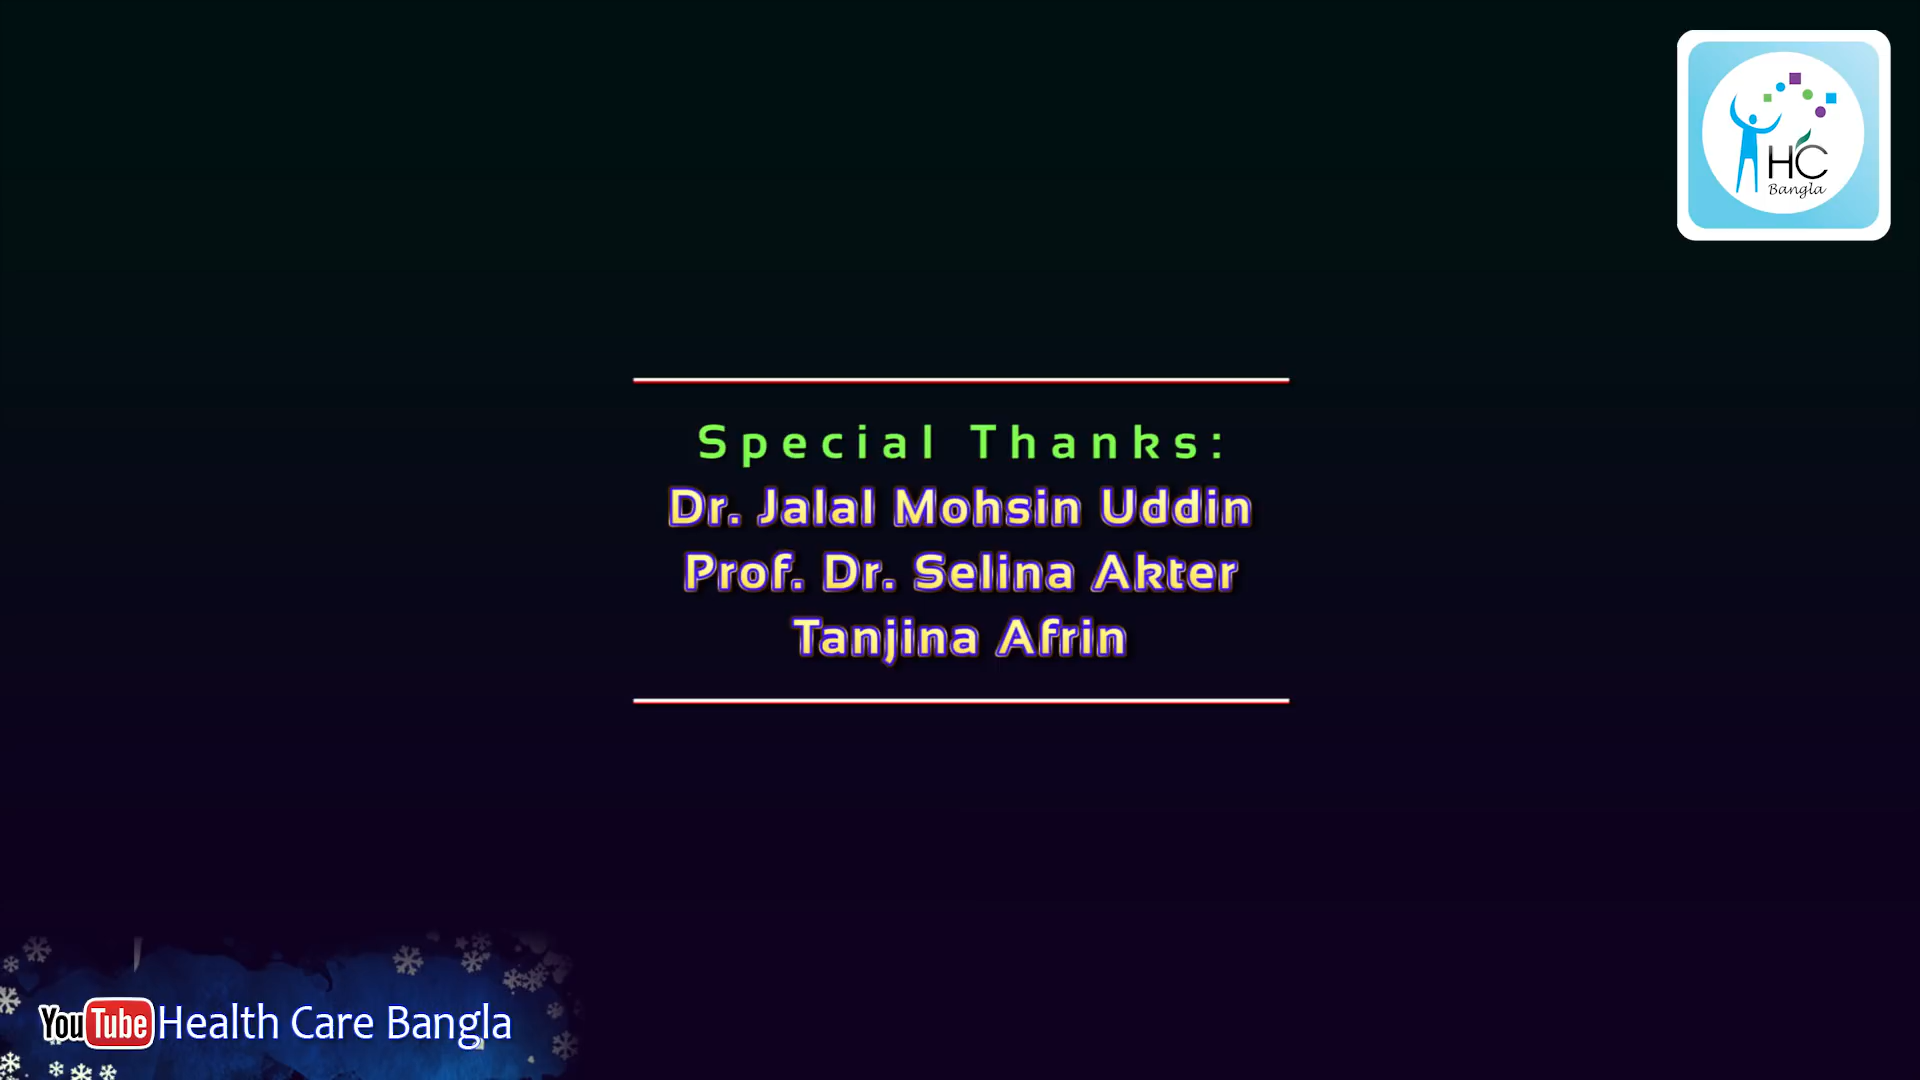 HC
Bangla
Special Thanks:
Dr. Jalal Mohsin Uddin
Prof. Dr. Selina Akter
Tanjina Afrin
YouTube Health Care Bangla